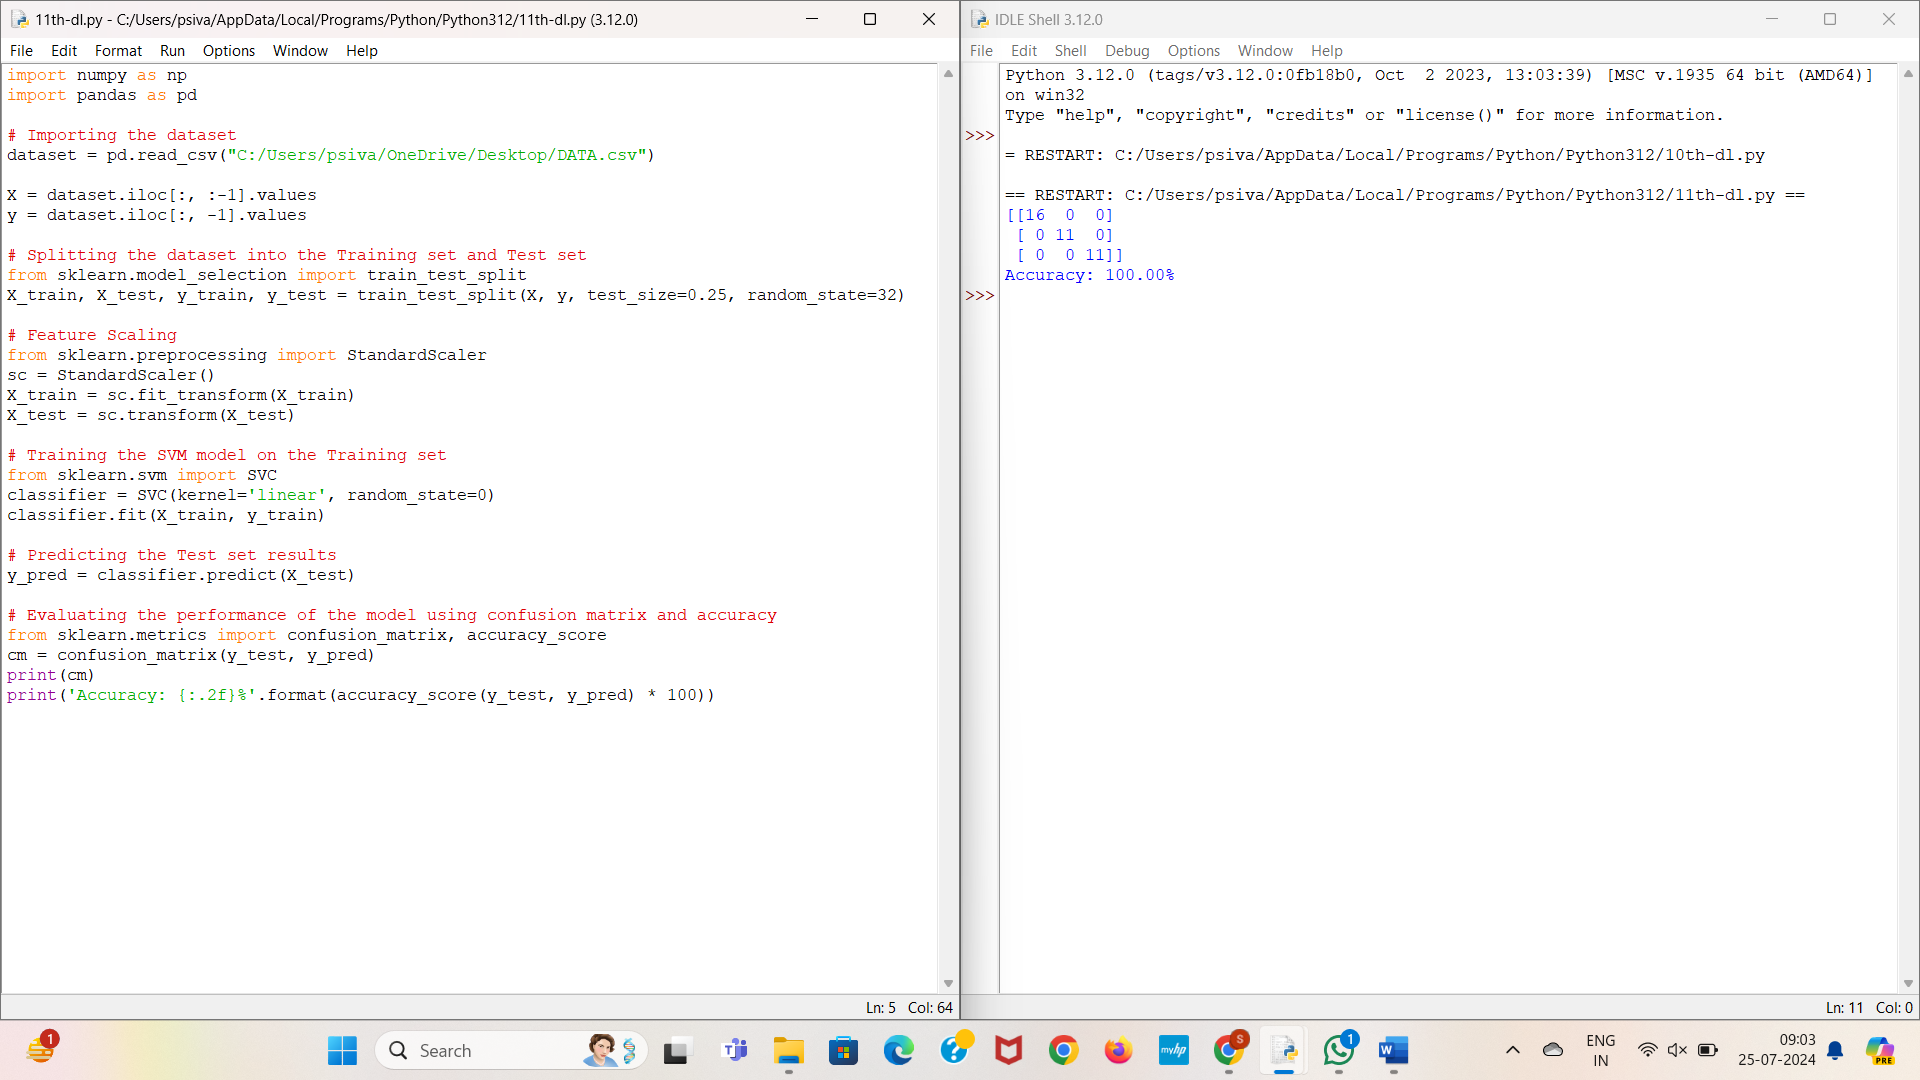 11th-dl.py - C:/Users/psiva/AppData/Local/Programs/Python/Python312/11th-dl.py (3.12.0)
File Edit Format Run Options Window Help
import numpy as np
import pandas as pd
# Importing the dataset
dataset = pd.read_csv("C:/Users/psiva/OneDrive/Desktop/DATA.csv")
X = dataset.iloc[:, :-1].values
y = dataset.iloc[:, -1].values
# Splitting the dataset into the Training set and Test set
from sklearn.model_selection import train_test_split
X_train, X_test, y_train, y_test = train_test_split(X, y, test_size=0.25, random_state=32)
# Feature Scaling
from sklearn.preprocessing import StandardScaler
sc = StandardScaler()
X_train = sc.fit_transform(X_train)
X_test = sc.transform(X_test)
# Training the SVM model on the Training set
from sklearn.svm import SVC
classifier = SVC(kernel='linear', random_state=0)
classifier.fit(X_train, y_train)
# Predicting the Test set results
y_pred = classifier.predict(X_test)
# Evaluating the performance of the model using confusion matrix and accuracy
from sklearn.metrics import confusion_matrix, accuracy_score
cm = confusion_matrix(y_test, y_pred)
print(cm)
print('Accuracy: {:.2f}%'.format(accuracy_score(y_test, y_pred) * 100))
Ln: 5 Col: 64
IDLE Shell 3.12.0
File Edit Shell Debug Options Window Help
Python 3.12.0 (tags/v3.12.0:0fb18b0, Oct  2 2023, 13:03:39) [MSC v.1935 64 bit (AMD64)]
on win32
Type "help", "copyright", "credits" or "license()" for more information.
>>>
= RESTART: C:/Users/psiva/AppData/Local/Programs/Python/Python312/10th-dl.py
== RESTART: C:/Users/psiva/AppData/Local/Programs/Python/Python312/11th-dl.py ==
[[16  0  0]
 [ 0 11  0]
 [ 0  0 11]]
Accuracy: 100.00%
>>>
Ln: 11 Col: 0
1
Search
myhp
S
1
W
ENG
IN
09:03
25-07-2024
PRE